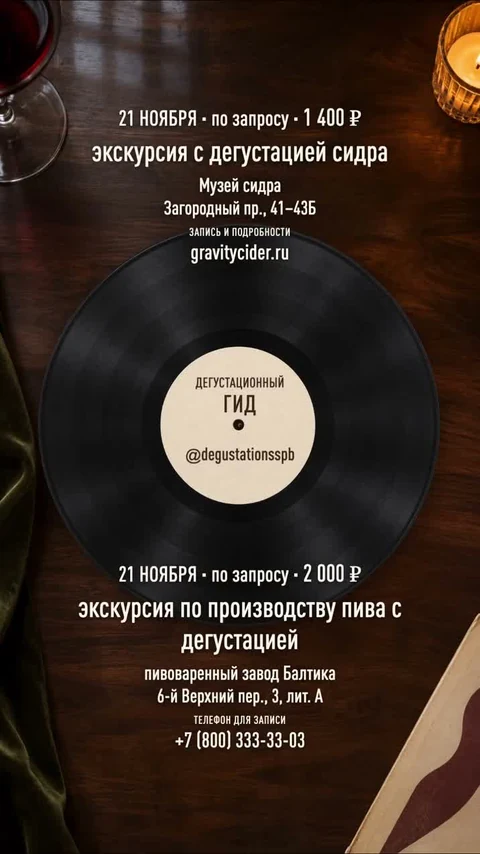 21 НОЯБРЯ • по запросу • 1 400 ₽
экскурсия с дегустацией сидра
Музей сидра
Загородный пр., 41–43Б
ЗАПИСЬ И ПОДРОБНОСТИ
gravitycider.ru
ДЕГУСТАЦИОННЫЙ
ГИД
@degustationsspb
21 НОЯБРЯ • по запросу • 2 000 ₽
экскурсия по производству пива с
дегустацией
пивоваренный завод Балтика
6-й Верхний пер., 3, лит. А
ТЕЛЕФОН ДЛЯ ЗАПИСИ
+7 (800) 333-33-03